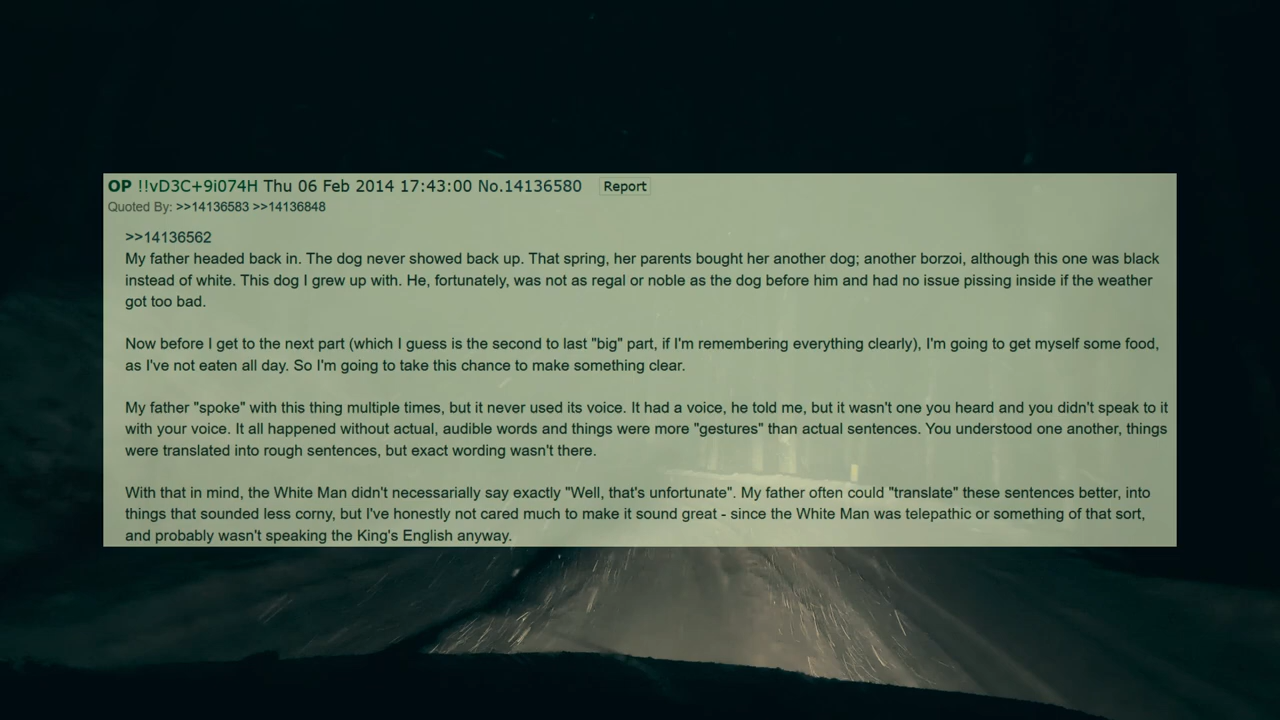 OP !!vD3C+9i074H Thu 06 Feb 2014 17:43:00 No.14136580 Report
Quoted By: >>14136583 >>14136848
>>14136562
My father headed back in. The dog never showed back up. That spring, her parents bought her another dog; another borzoi, although this one was black
instead of white. This dog I grew up with. He, fortunately, was not as regal or noble as the dog before him and had no issue pissing inside if the weather
got too bad.
Now before I get to the next part (which I guess is the second to last "big" part, if I'm remembering everything clearly), I'm going to get myself some food,
as I've not eaten all day. So I'm going to take this chance to make something clear.
My father "spoke" with this thing multiple times, but it never used its voice. It had a voice, he told me, but it wasn't one you heard and you didn't speak to it
with your voice. It all happened without actual, audible words and things were more "gestures" than actual sentences. You understood one another, things
were translated into rough sentences, but exact wording wasn't there.
With that in mind, the White Man didn't necessarially say exactly "Well, that's unfortunate". My father often could "translate" these sentences better, into
things that sounded less corny, but I've honestly not cared much to make it sound great - since the White Man was telepathic or something of that sort,
and probably wasn't speaking the King's English anyway.